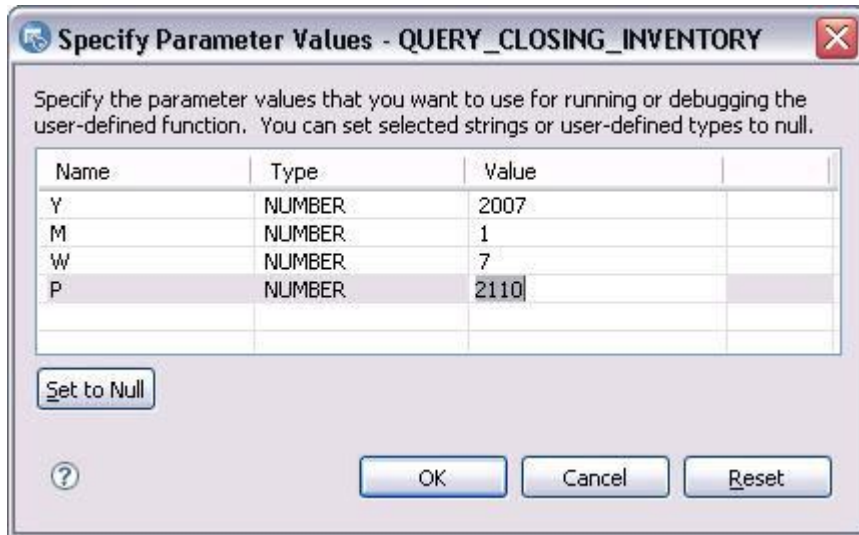 Specify Parameter Values - QUERY_CLOSING_INVENTORY
Specify the parameter values that you want to use for running or debugging the
user-defined function. You can set selected strings or user-defined types to null.
Name Type Value
Y NUMBER 2007
M NUMBER 1
W NUMBER 7
P NUMBER 2110
Set to Null
OK Cancel Reset